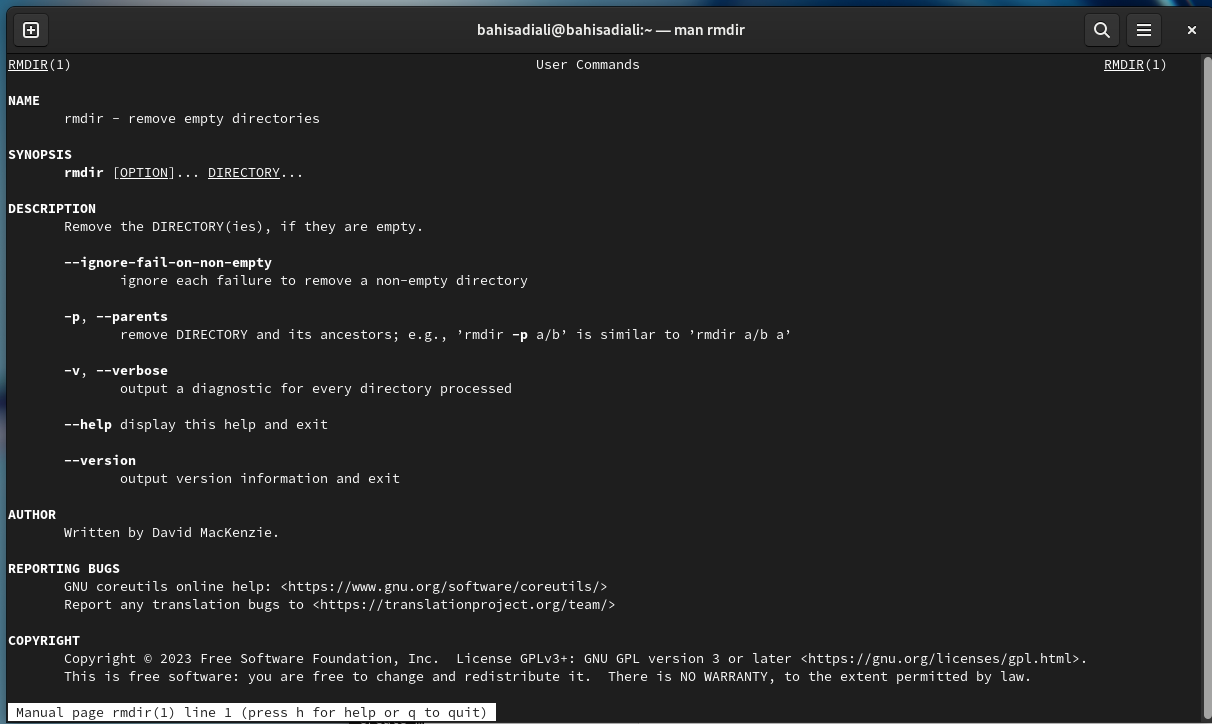 bahisadiali@bahisadiali:~ — man rmdir
RMDIR(1) User Commands RMDIR(1)
NAME
rmdir - remove empty directories
SYNOPSIS
rmdir [OPTION]... DIRECTORY...
DESCRIPTION
Remove the DIRECTORY(ies), if they are empty.
--ignore-fail-on-non-empty
ignore each failure to remove a non-empty directory
-p, --parents
remove DIRECTORY and its ancestors; e.g., ’rmdir -p a/b’ is similar to ’rmdir a/b a’
-v, --verbose
output a diagnostic for every directory processed
--help display this help and exit
--version
output version information and exit
AUTHOR
Written by David MacKenzie.
REPORTING BUGS
GNU coreutils online help: <https://www.gnu.org/software/coreutils/>
Report any translation bugs to <https://translationproject.org/team/>
COPYRIGHT
Copyright © 2023 Free Software Foundation, Inc. License GPLv3+: GNU GPL version 3 or later <https://gnu.org/licenses/gpl.html>.
This is free software: you are free to change and redistribute it. There is NO WARRANTY, to the extent permitted by law.
Manual page rmdir(1) line 1 (press h for help or q to quit)